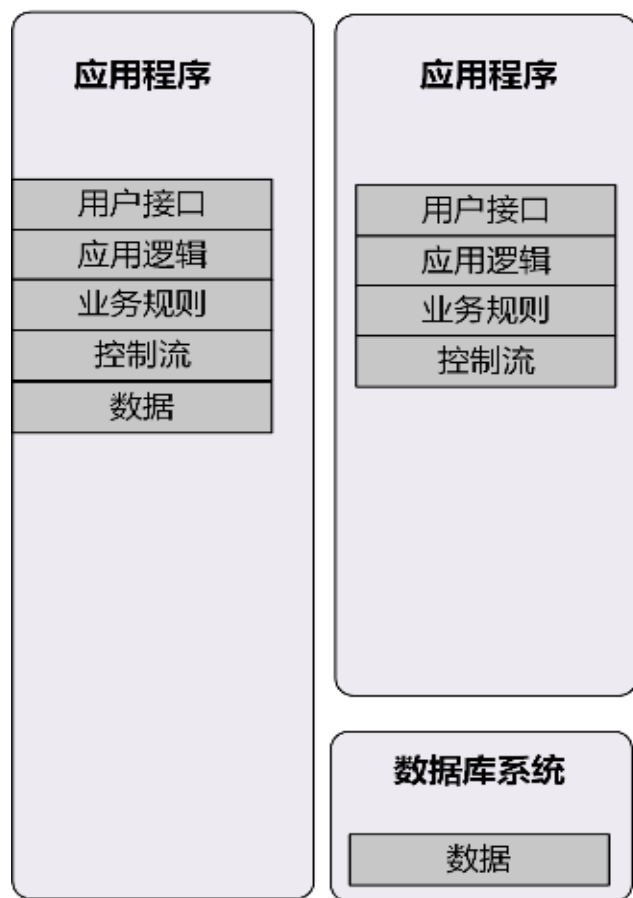 应用程序
用户接口
应用逻辑
业务规则
控制流
数据
应用程序
用户接口
应用逻辑
业务规则
控制流
数据库系统
数据